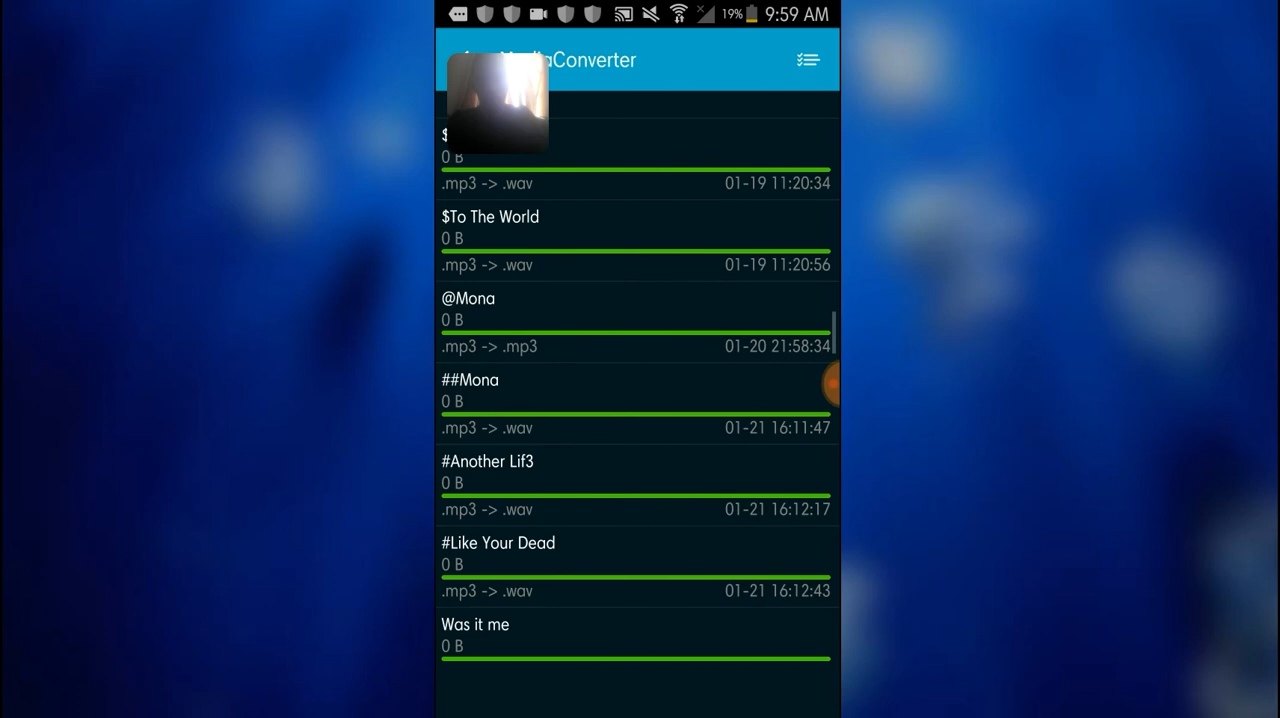 19% 9:59 AM
aConverter
$
0 B
.mp3 -> .wav 01-19 11:20:34
$To The World
0 B
.mp3 -> .wav 01-19 11:20:56
@Mona
0 B
.mp3 -> .mp3 01-20 21:58:34
##Mona
0 B
.mp3 -> .wav 01-21 16:11:47
#Another Lif3
0 B
.mp3 -> .wav 01-21 16:12:17
#Like Your Dead
0 B
.mp3 -> .wav 01-21 16:12:43
Was it me
0 B